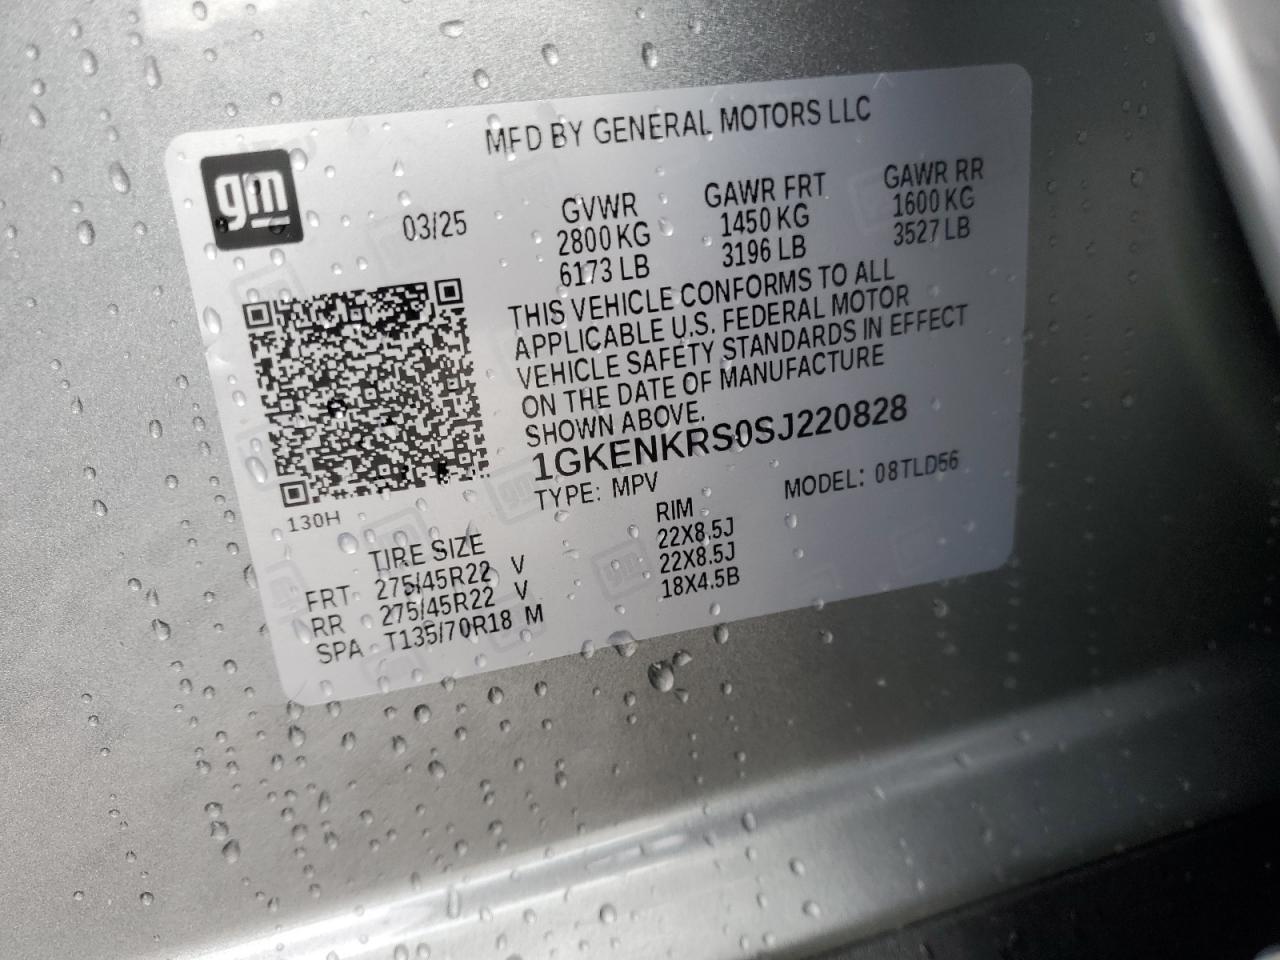 MFD BY GENERAL MOTORS LLC
gm
03/25
GVWR
2800 KG
6173 LB
GAWR FRT
1450 KG
3196 LB
GAWR RR
1600 KG
3527 LB
THIS VEHICLE CONFORMS TO ALL
APPLICABLE U.S. FEDERAL MOTOR
VEHICLE SAFETY STANDARDS IN EFFECT
ON THE DATE OF MANUFACTURE
SHOWN ABOVE.
1GKENKRS0SJ220828
TYPE: MPV MODEL: 08TLD56
130H
TIRE SIZE RIM
FRT 275/45R22 V 22X8.5J
RR 275/45R22 V 22X8.5J
SPA T135/70R18 M 18X4.5B